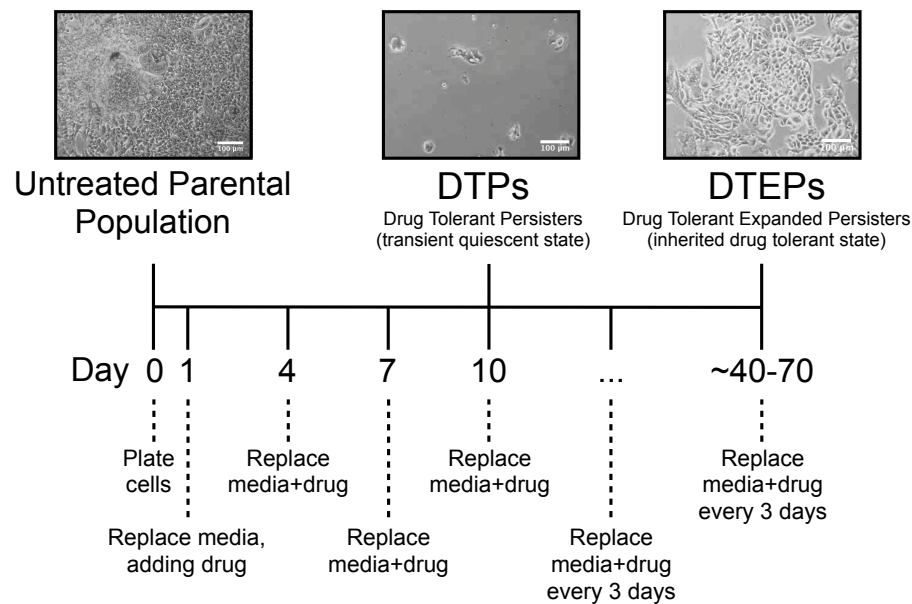 100 µm
100 µm
100 µm
Untreated Parental
Population
DTPs
Drug Tolerant Persisters
(transient quiescent state)
DTEPs
Drug Tolerant Expanded Persisters
(inherited drug tolerant state)
Day 0 1 4 7 10 ... ~40-70
Plate
cells
Replace media,
adding drug
Replace
media+drug
Replace
media+drug
Replace
media+drug
Replace
media+drug
every 3 days
Replace
media+drug
every 3 days